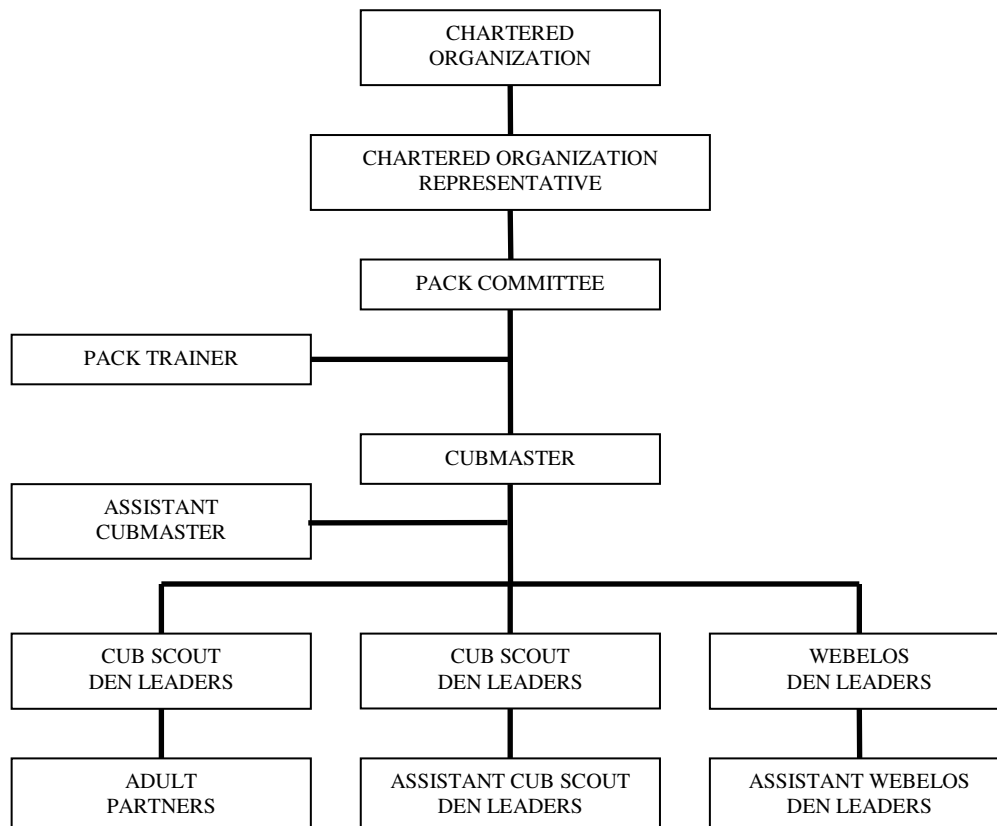 CHARTERED
ORGANIZATION
CHARTERED ORGANIZATION
REPRESENTATIVE
PACK COMMITTEE
PACK TRAINER
CUBMASTER
ASSISTANT
CUBMASTER
CUB SCOUT
DEN LEADERS
CUB SCOUT
DEN LEADERS
WEBELOS
DEN LEADERS
ADULT
PARTNERS
ASSISTANT CUB SCOUT
DEN LEADERS
ASSISTANT WEBELOS
DEN LEADERS